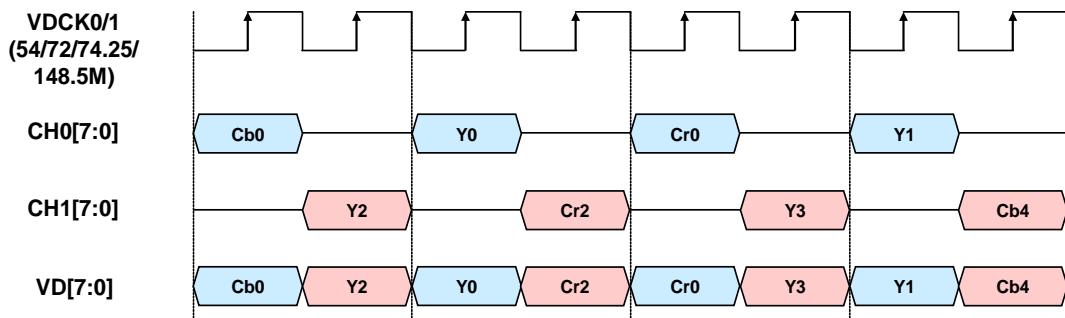 VDCK0/1
(54/72/74.25/
148.5M)
CH0[7:0]
Cb0
Y0
Cr0
Y1
CH1[7:0]
Y2
Cr2
Y3
Cb4
VD[7:0]
Cb0
Y2
Y0
Cr2
Cr0
Y3
Y1
Cb4